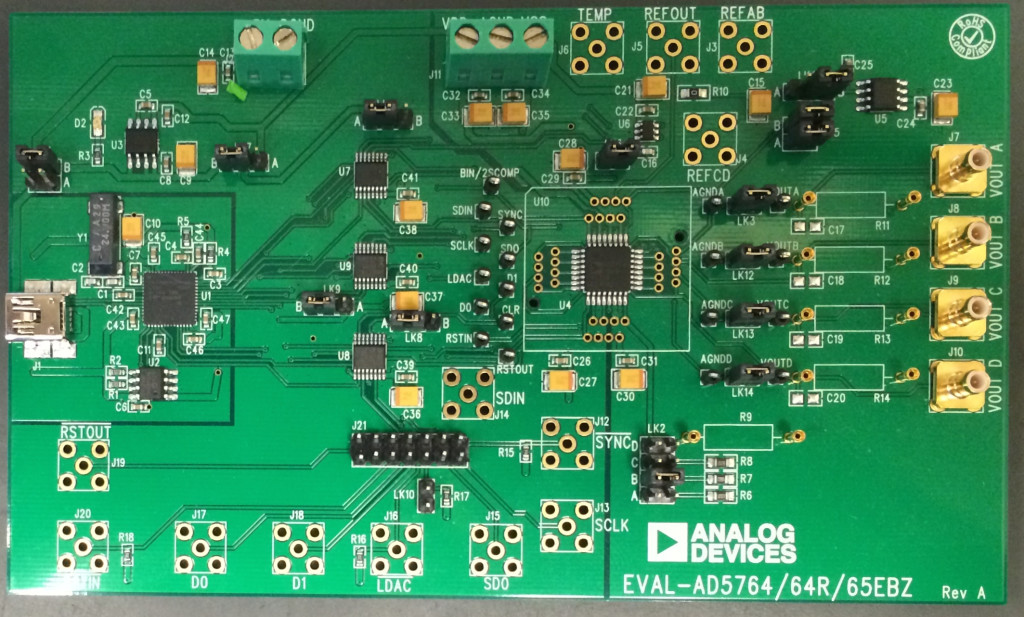 TEMP
REFOUT
REFAB
RoHS
Compliant
J6
J5
J3
C14
C13
J11
C32
C34
C33
C35
C21
R10
C15
C25
C23
C24
U5
C5
C12
D2
U3
R3
C8
C9
B
A
A
B
B
A
C22
U6
C16
J4
REFCD
C28
C29
J7
VOUT A
U7
C41
C38
BIN/2SCOMP
SDIN
SYNC
SCLK
SDO
LDAC
D1
D0
CLR
RSTIN
RSTOUT
U10
U4
AGNDA
LK3
C17
R11
J8
VOUT B
AGNDB
LK12
C18
R12
J9
VOUT C
AGNDC
LK13
C19
R13
J10
VOUT D
AGNDD
VOUTD
LK14
C20
R14
Y1
C10
R5
C45
C4
R4
C7
C3
C2
C1
U1
C42
C43
C47
C46
C11
J1
R2
R1
U2
C6
U9
C40
C37
LK9
B
A
A
B
LK8
U8
C39
C36
C26
C27
C31
C30
SDIN
J14
RSTOUT
J19
J21
R15
J12
SYNC
LK2
D
C
B
A
R9
R8
R7
R6
LK10
R17
J13
SCLK
J20
R18
J17
D0
J18
D1
R16
J16
LDAC
J15
SDO
ANALOG
DEVICES
EVAL-AD5764/64R/65EBZ
Rev A